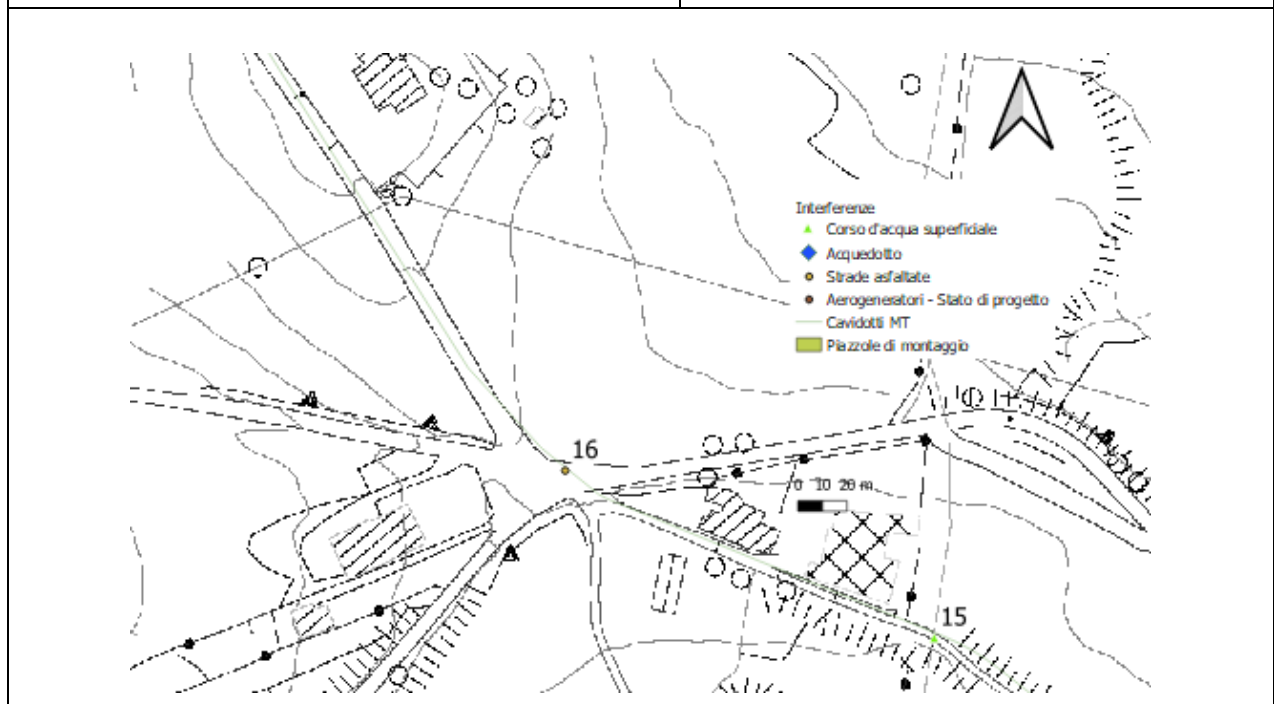 Interferenze
Corso d'acqua superficiale
Acquedotto
Strade asfaltate
Aerogeneratori - Stato di progetto
Cavidotti MT
Piazzole di montaggio
16
0 10 20 m
15